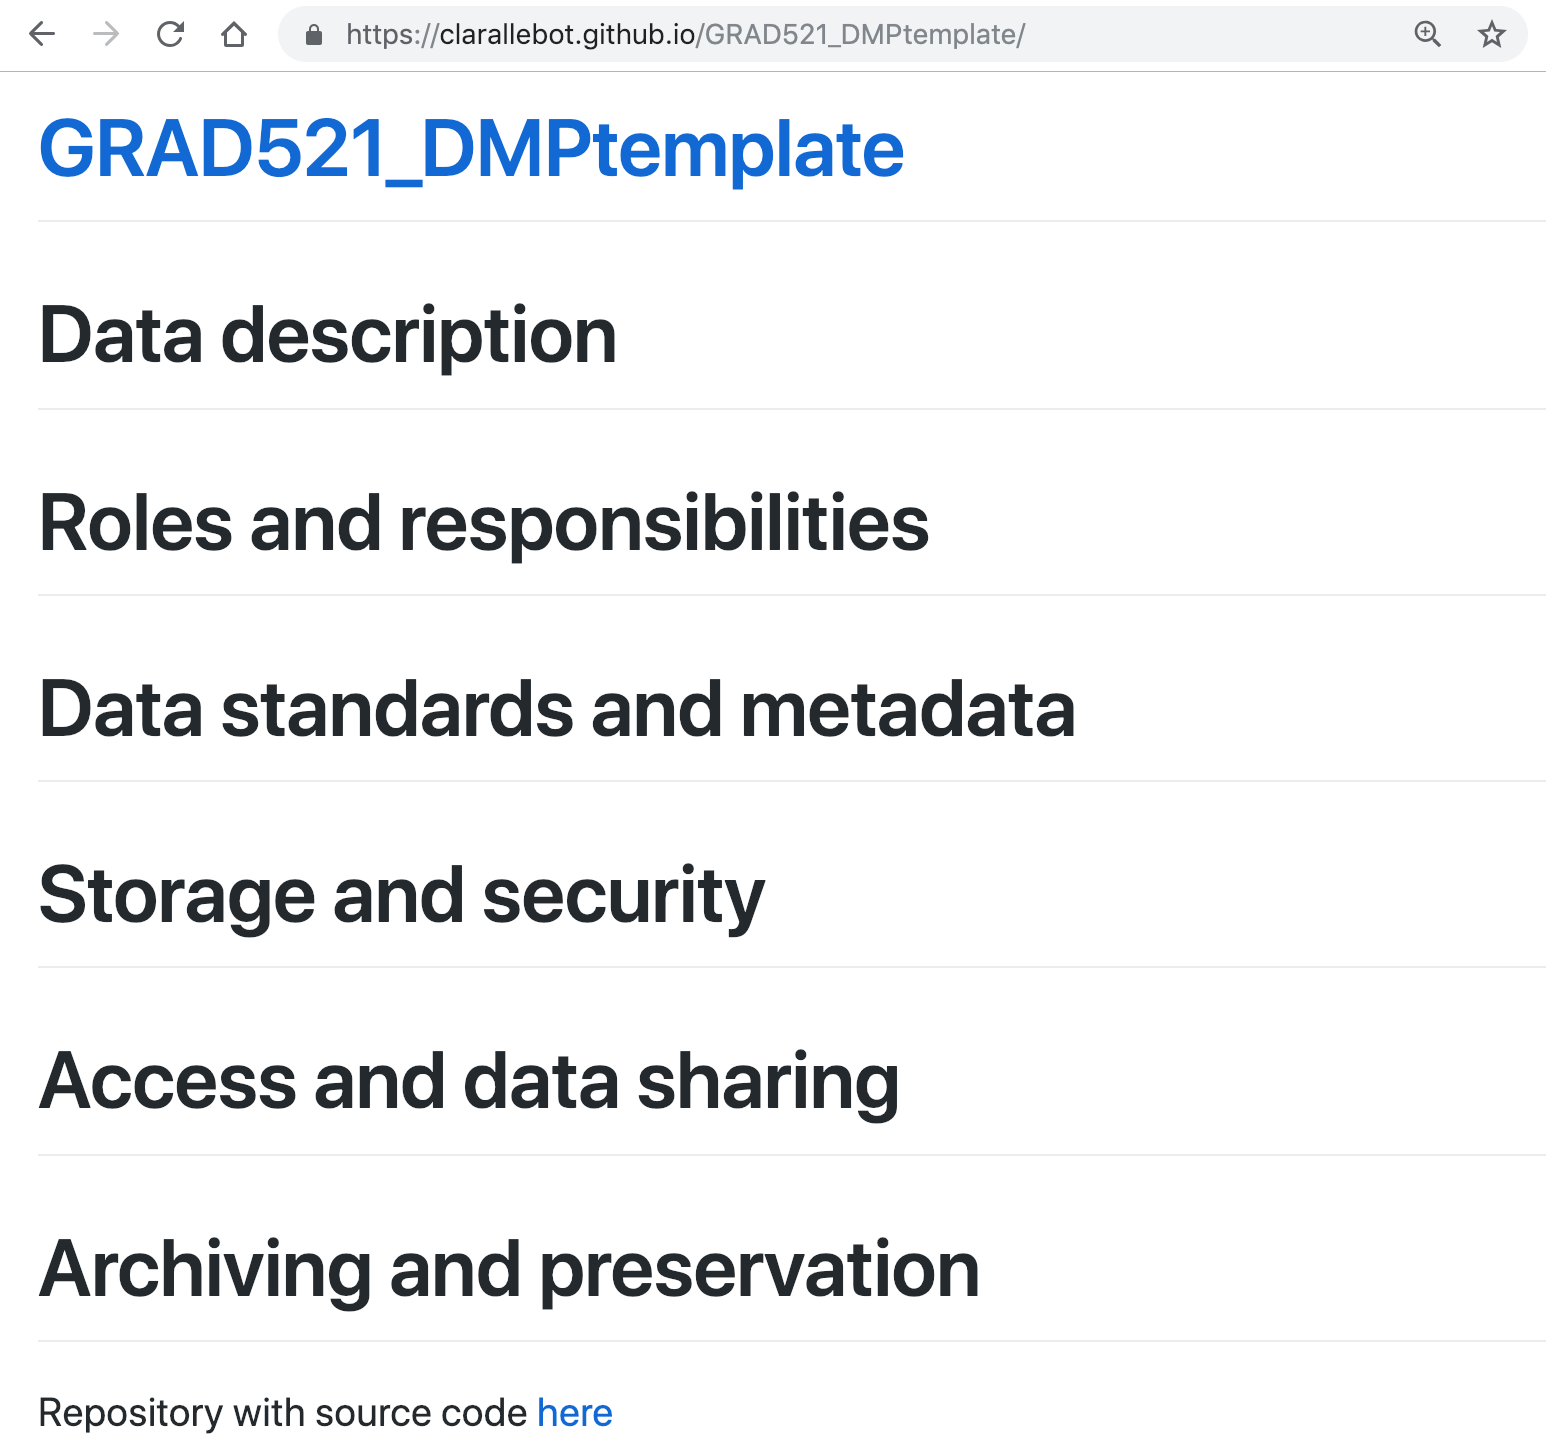 https://clarallebot.github.io/GRAD521_DMPtemplate/
GRAD521_DMPtemplate
Data description
Roles and responsibilities
Data standards and metadata
Storage and security
Access and data sharing
Archiving and preservation
Repository with source code here